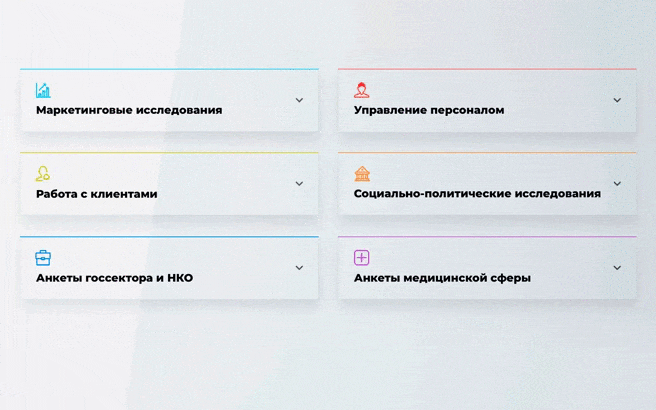 Маркетинговые исследования
Управление персоналом
Работа с клиентами
Социально-политические исследования
Анкеты госсектора и НКО
Анкеты медицинской сферы